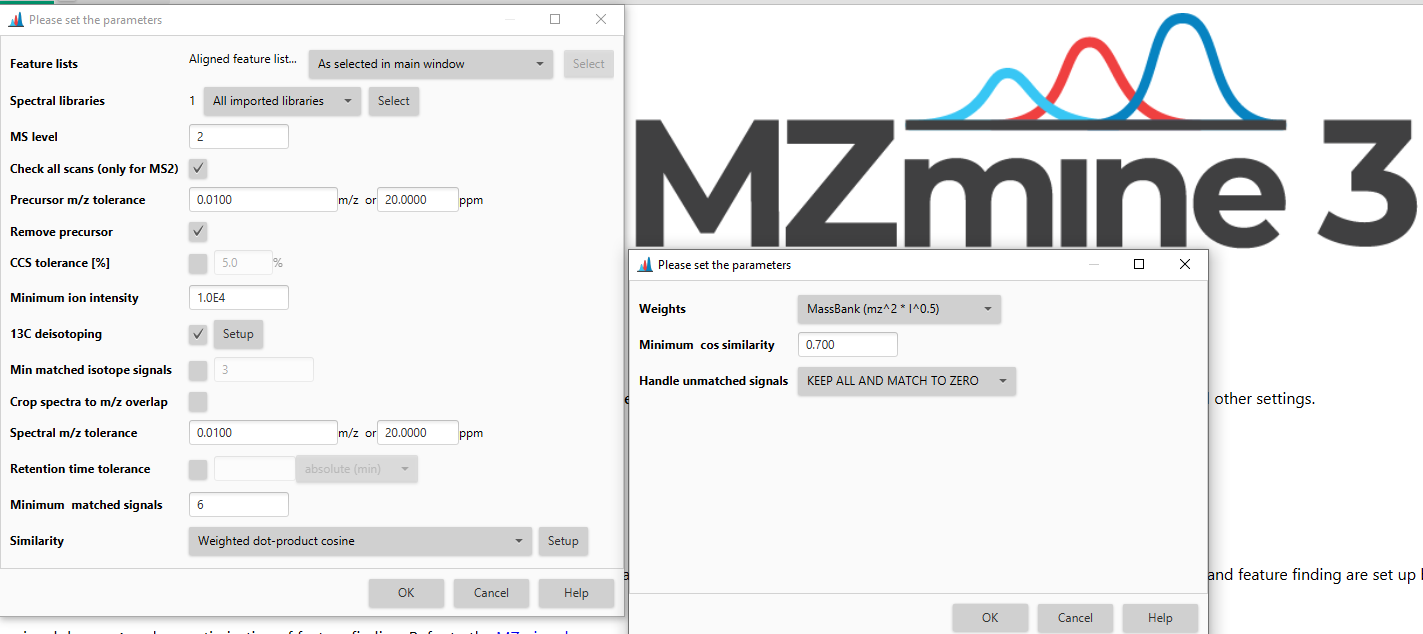 Please set the parameters
Feature lists Aligned feature list... As selected in main window Select
Spectral libraries 1 All imported libraries Select
MS level 2
Check all scans (only for MS2)
Precursor m/z tolerance 0.0100 m/z or 20.0000 ppm
Remove precursor
CCS tolerance [%] 5.0 %
Minimum ion intensity 1.0E4
13C deisotoping Setup
Min matched isotope signals 3
Crop spectra to m/z overlap
Spectral m/z tolerance 0.0100 m/z or 20.0000 ppm
Retention time tolerance absolute (min)
Minimum  matched signals 6
Similarity Weighted dot-product cosine Setup
OK Cancel Help
MZmine 3
Please set the parameters
Weights MassBank (mz^2 * I^0.5)
Minimum  cos similarity 0.700
Handle unmatched signals KEEP ALL AND MATCH TO ZERO
OK Cancel Help
other settings.
and feature finding are set up